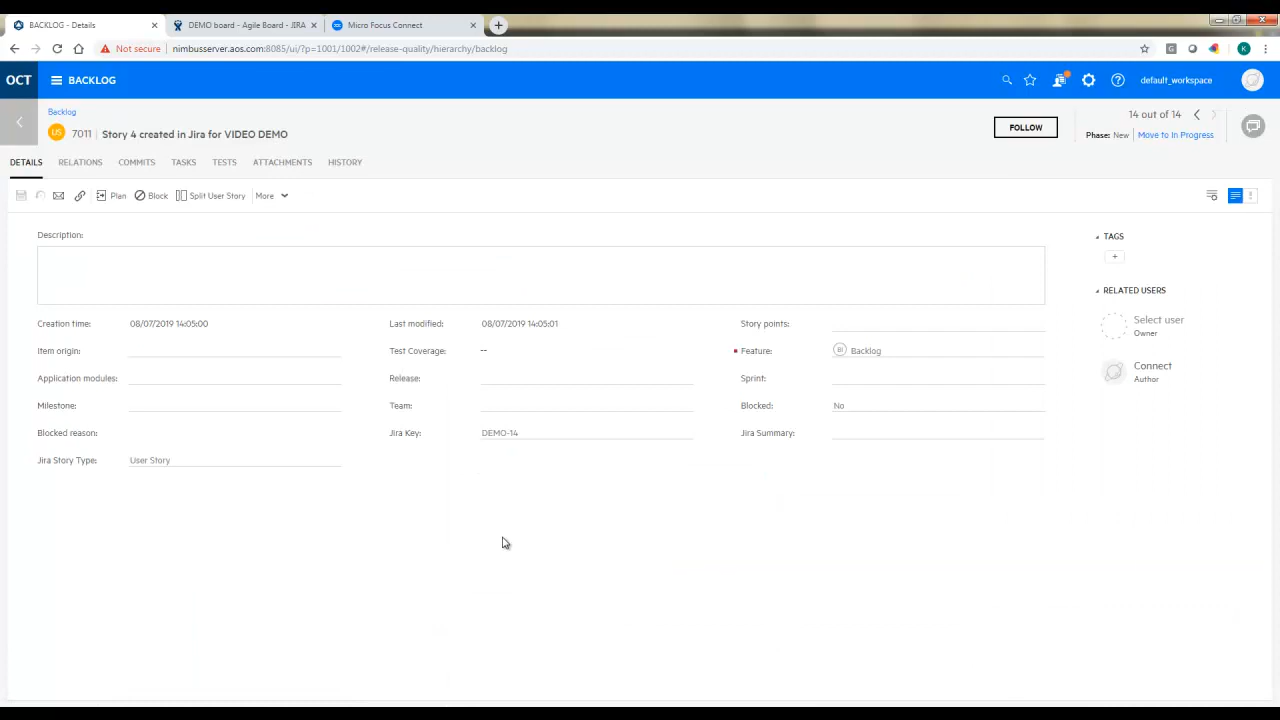 BACKLOG - Details
DEMO board - Agile Board - JIRA
Micro Focus Connect
Not secure
nimbusserver.aos.com:8085/ui/?p=1001/1002#/release-quality/hierarchy/backlog
OCT
BACKLOG
default_workspace
Backlog
US 7011 Story 4 created in Jira for VIDEO DEMO
FOLLOW
14 out of 14
Phase: New Move to In Progress
DETAILS RELATIONS COMMITS TASKS TESTS ATTACHMENTS HISTORY
Plan Block Split User Story More
Description:
TAGS
+
RELATED USERS
Select user
Owner
Connect
Author
Creation time: 08/07/2019 14:05:00 Last modified: 08/07/2019 14:05:01 Story points:
Item origin: Test Coverage: -- Feature: BI Backlog
Application modules: Release: Sprint:
Milestone: Team: Blocked: No
Blocked reason: Jira Key: DEMO-14 Jira Summary:
Jira Story Type: User Story